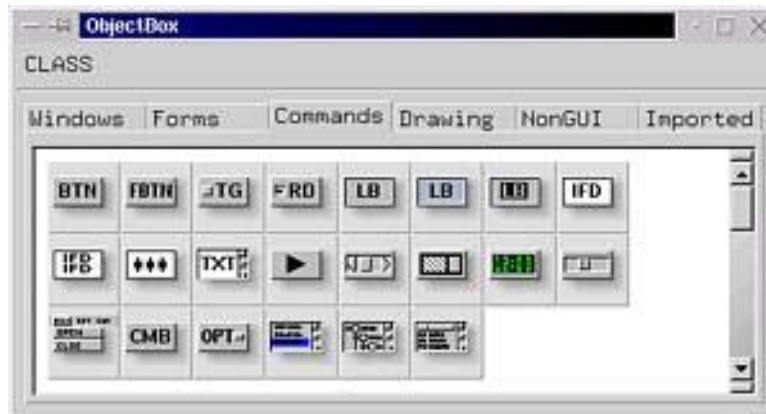 ObjectBox
CLASS
Windows Forms Commands Drawing NonGUI Imported
BTN FBTN TG RD LB LB IFD
IFD
IFD TXT
CMB OPT